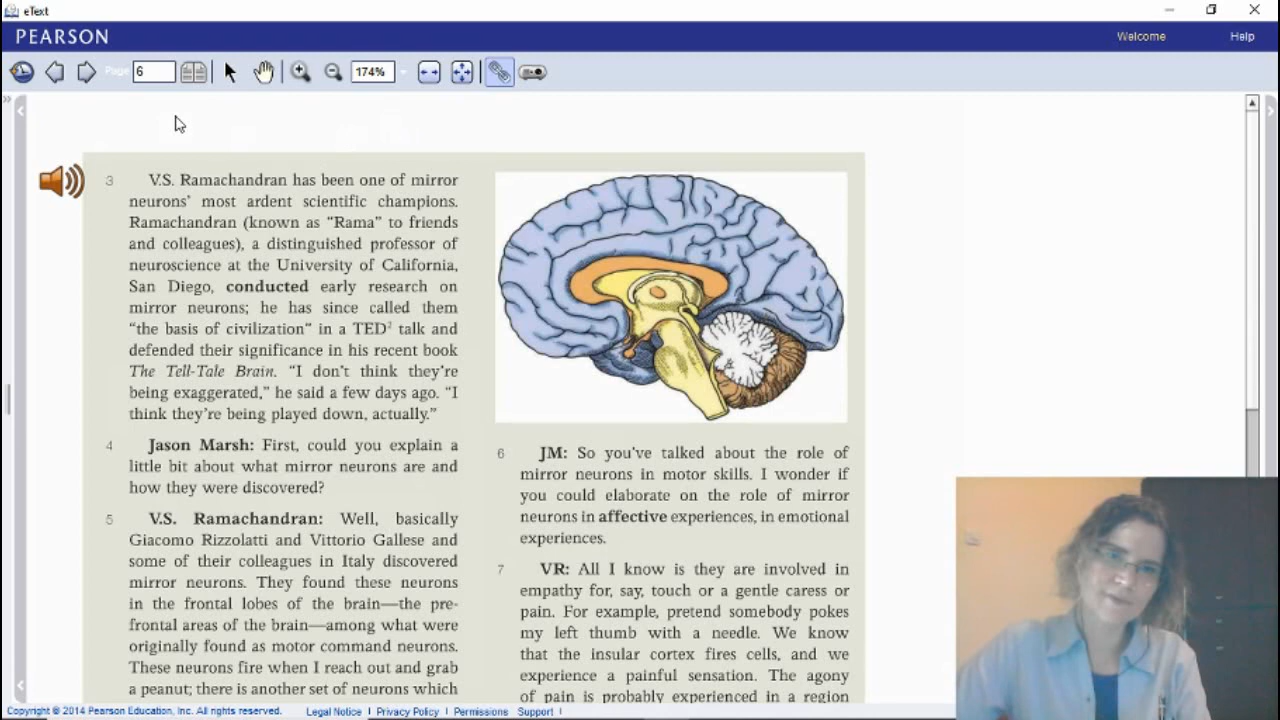 eText
PEARSON
Welcome
Help
Page
6
174%
3 V.S. Ramachandran has been one of mirror
neurons’ most ardent scientific champions.
Ramachandran (known as “Rama” to friends
and colleagues), a distinguished professor of
neuroscience at the University of California,
San Diego, conducted early research on
mirror neurons; he has since called them
“the basis of civilization” in a TED² talk and
defended their significance in his recent book
The Tell-Tale Brain. “I don’t think they’re
being exaggerated,” he said a few days ago. “I
think they’re being played down, actually.”
4 Jason Marsh: First, could you explain a
little bit about what mirror neurons are and
how they were discovered?
5 V.S. Ramachandran: Well, basically
Giacomo Rizzolatti and Vittorio Gallese and
some of their colleagues in Italy discovered
mirror neurons. They found these neurons
in the frontal lobes of the brain—the pre-
frontal areas of the brain—among what were
originally found as motor command neurons.
These neurons fire when I reach out and grab
a peanut; there is another set of neurons which
6 JM: So you’ve talked about the role of
mirror neurons in motor skills. I wonder if
you could elaborate on the role of mirror
neurons in affective experiences, in emotional
experiences.
7 VR: All I know is they are involved in
empathy for, say, touch or a gentle caress or
pain. For example, pretend somebody pokes
my left thumb with a needle. We know
that the insular cortex fires cells, and we
experience a painful sensation. The agony
of pain is probably experienced in a region
Copyright © 2014 Pearson Education, Inc. All rights reserved. Legal Notice | Privacy Policy | Permissions Support |